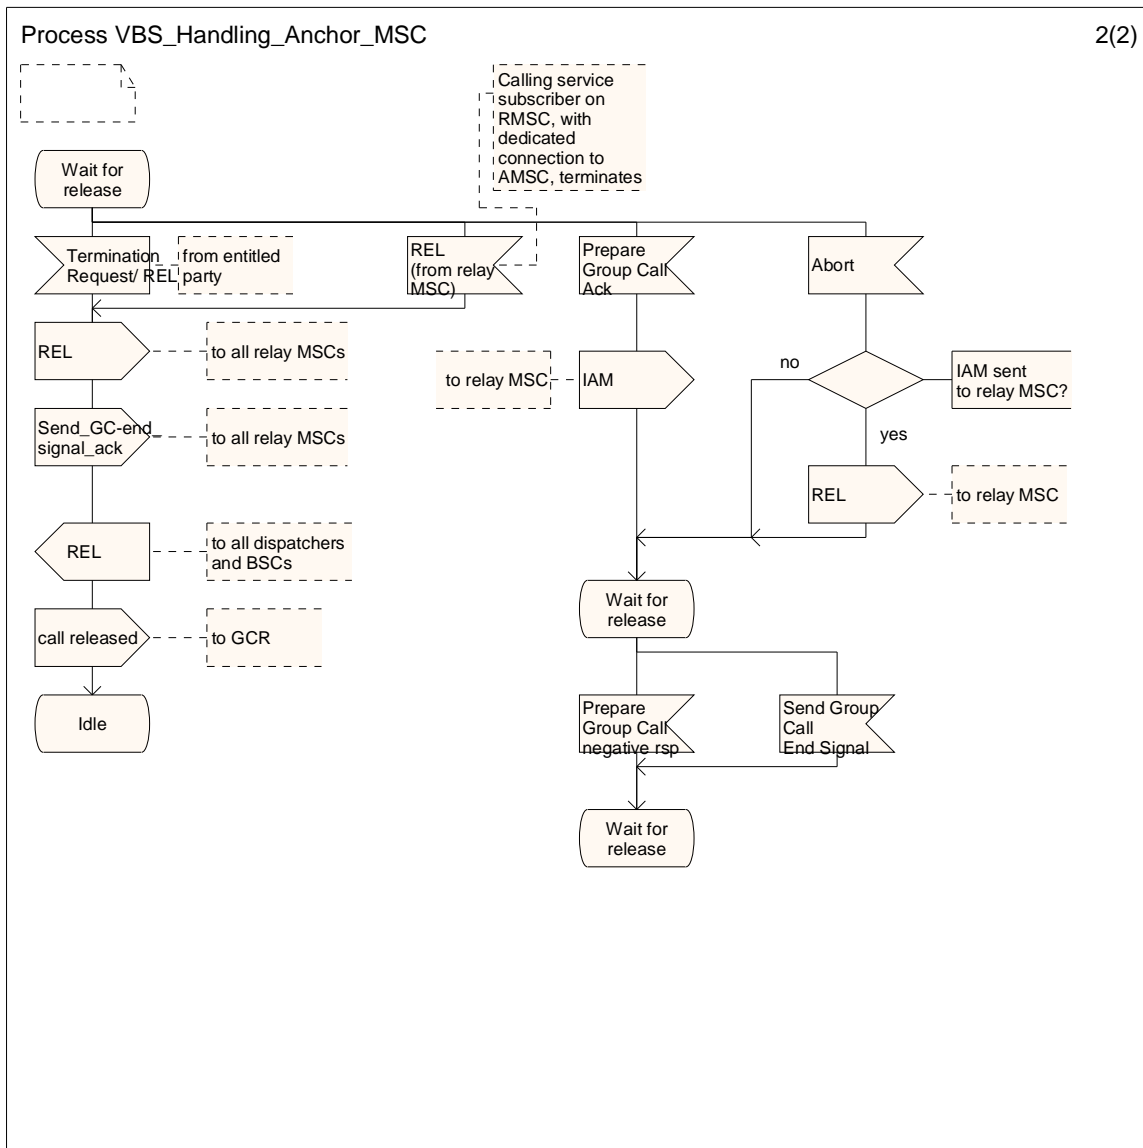 Process VBS_Handling_Anchor_MSC
2(2)
Calling service
subscriber on
RMSC, with
dedicated
connection to
AMSC, terminates
Wait for
release
Termination
Request/ REL
from entitled
party
REL
(from relay
MSC)
Prepare
Group Call
Ack
Abort
REL
to all relay MSCs
to relay MSC
IAM
no
IAM sent
to relay MSC?
Send_GC-end_
signal_ack
to all relay MSCs
yes
REL
to relay MSC
REL
to all dispatchers
and BSCs
Wait for
release
call released
to GCR
Idle
Prepare
Group Call
negative rsp
Send Group
Call
End Signal
Wait for
release